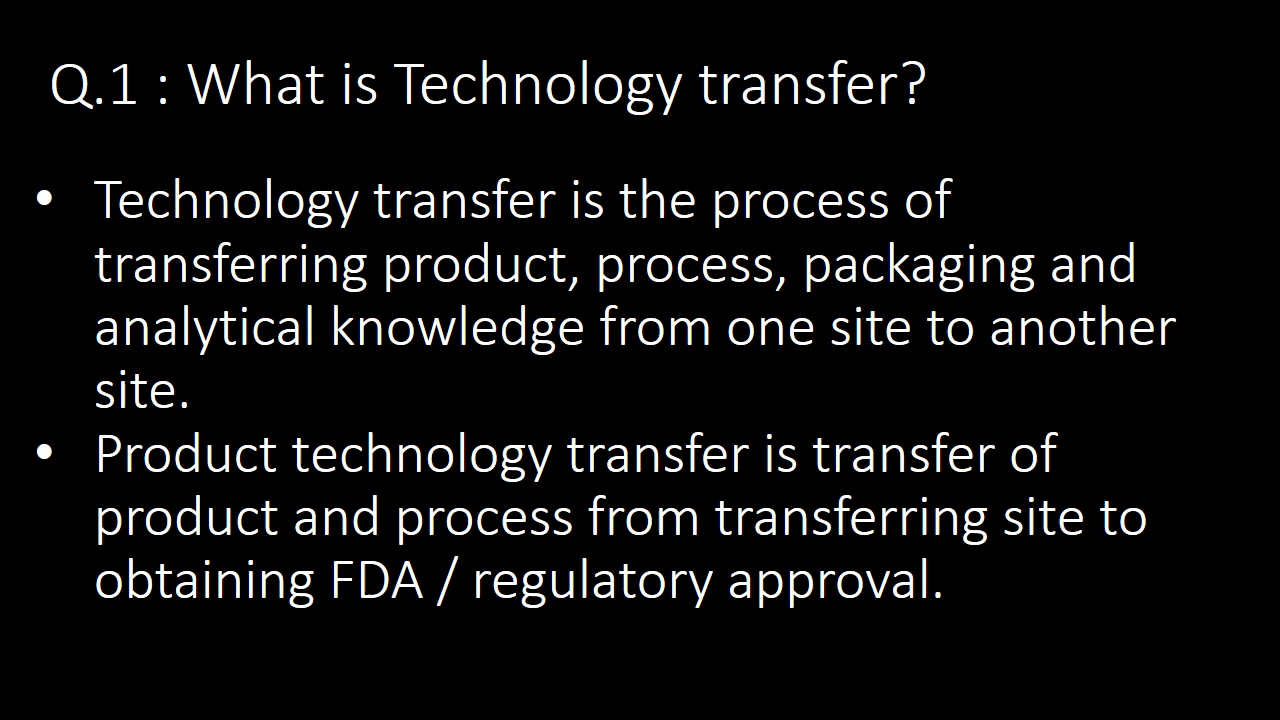 Q.1 : What is Technology transfer?
• Technology transfer is the process of
transferring product, process, packaging and
analytical knowledge from one site to another
site.
• Product technology transfer is transfer of
product and process from transferring site to
obtaining FDA / regulatory approval.